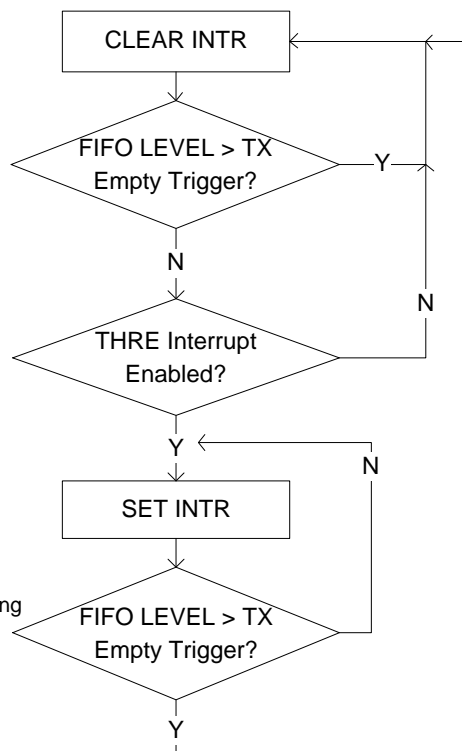 CLEAR INTR
FIFO LEVEL > TX
Empty Trigger?
Y
N
N
THRE Interrupt
Enabled?
Y
N
SET INTR
ng
FIFO LEVEL > TX
Empty Trigger?
Y